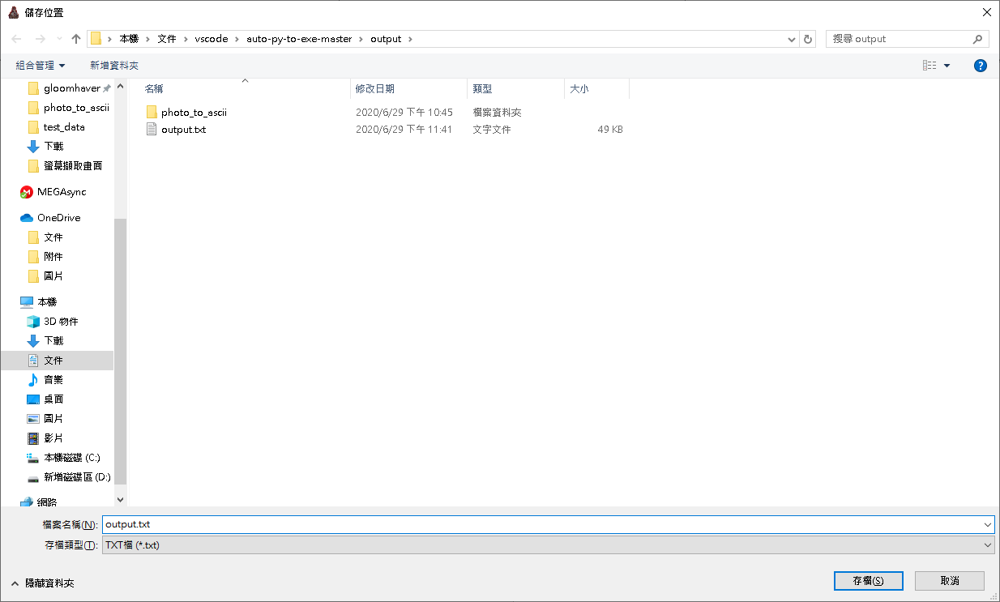 儲存位置
本機 文件 vscode auto-py-to-exe-master output
搜尋 output
組合管理 新增資料夾
名稱 修改日期 類型 大小
photo_to_ascii 2020/6/29 下午 10:45 檔案資料夾
output.txt 2020/6/29 下午 11:41 文字文件 49 KB
gloomhaver
photo_to_ascii
test_data
下載
螢幕擷取畫面
MEGAsync
OneDrive
文件
附件
圖片
本機
3D 物件
下載
文件
音樂
桌面
圖片
影片
本機磁碟 (C:)
新增磁碟區 (D:)
網路
檔案名稱(N): output.txt
存檔類型(T): TXT檔 (*.txt)
隱藏資料夾
存檔(S) 取消